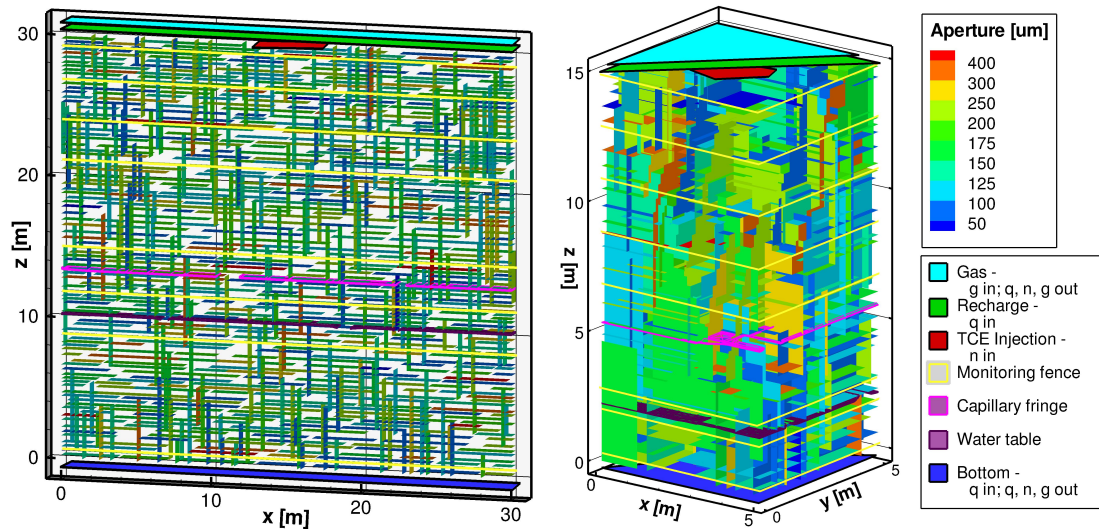 30
20
10
0
z [m]
0
10
20
30
x [m]
15
10
5
0
z [m]
0
5
x [m]
0
5
y [m]
Aperture [um]
400
300
250
200
175
150
125
100
50
Gas -
g in; q, n, g out
Recharge -
q in
TCE Injection -
n in
Monitoring fence
Capillary fringe
Water table
Bottom -
q in; q, n, g out